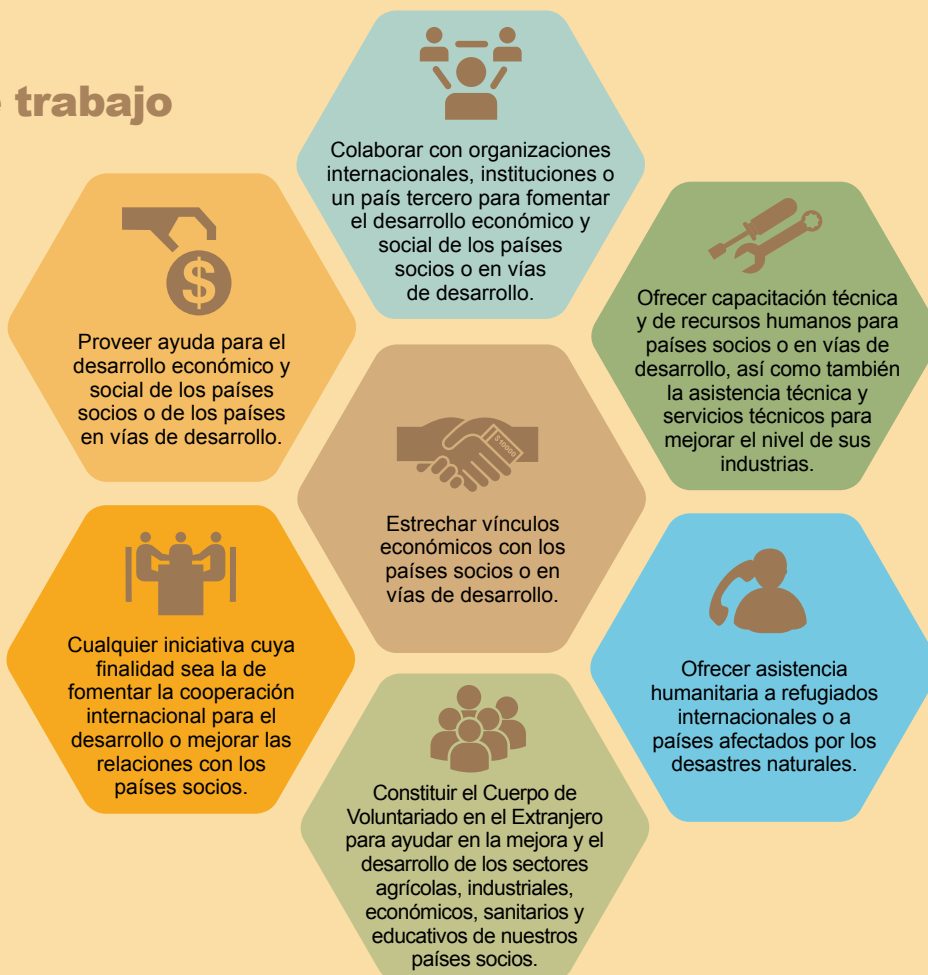 trabajo
Colaborar con organizaciones
internacionales, instituciones o
un país tercero para fomentar
el desarrollo económico y
social de los países
socios o en vías
de desarrollo.
Proveer ayuda para el
desarrollo económico y
social de los países
socios o de los países
en vías de desarrollo.
Ofrecer capacitación técnica
y de recursos humanos para
países socios o en vías de
desarrollo, así como también
la asistencia técnica y
servicios técnicos para
mejorar el nivel de sus
industrias.
$10000
Estrechar vínculos
económicos con los
países socios o en
vías de desarrollo.
Cualquier iniciativa cuya
finalidad sea la de
fomentar la cooperación
internacional para el
desarrollo o mejorar las
relaciones con los
países socios.
Ofrecer asistencia
humanitaria a refugiados
internacionales o a
países afectados por los
desastres naturales.
Constituir el Cuerpo de
Voluntariado en el Extranjero
para ayudar en la mejora y el
desarrollo de los sectores
agrícolas, industriales,
económicos, sanitarios y
educativos de nuestros
países socios.